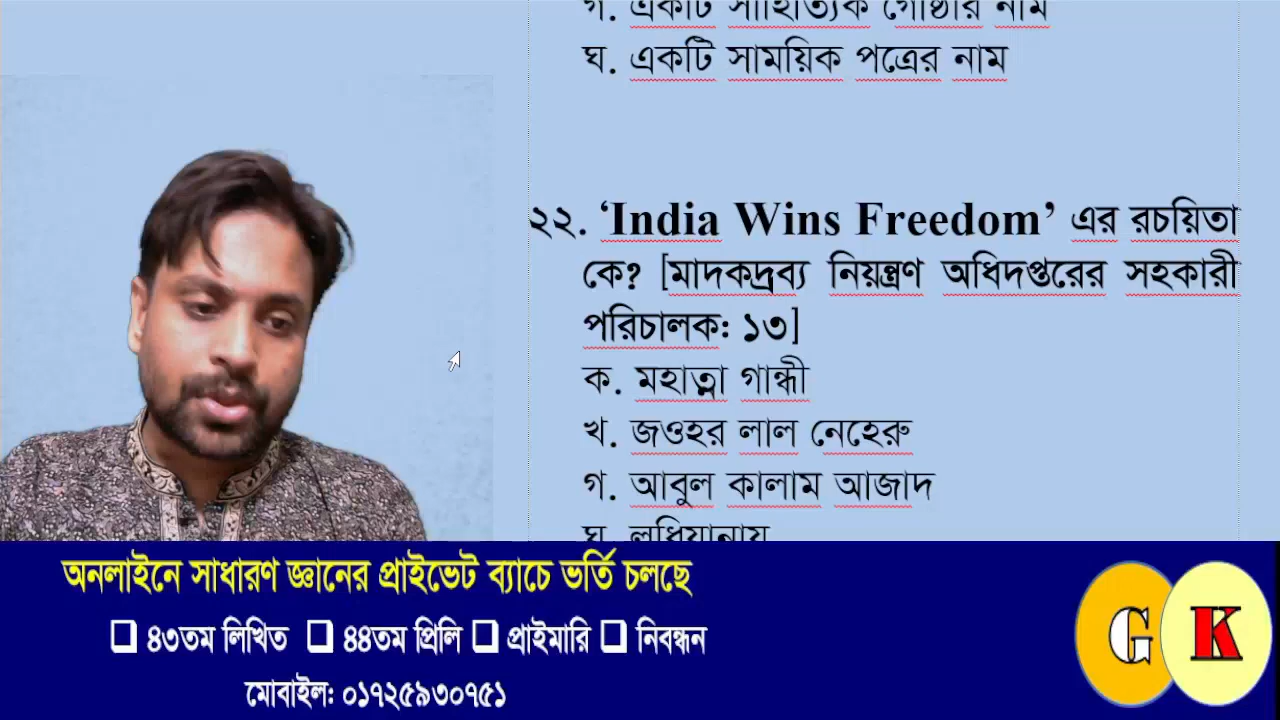 গ. একটি সাহিত্যিক গোষ্ঠীর নাম
ঘ. একটি সাময়িক পত্রের নাম
২২. ‘India Wins Freedom’ এর রচয়িতা
কে? [মাদকদ্রব্য নিয়ন্ত্রণ অধিদপ্তরের সহকারী
পরিচালক: ১৩]
ক. মহাত্না গান্ধী
খ. জওহর লাল নেহেরু
গ. আবুল কালাম আজাদ
ঘ. লুধিয়ানায়
অনলাইনে সাধারণ জ্ঞানের প্রাইভেট ব্যাচে ভর্তি চলছে
❑ ৪৩তম লিখিত ❑ ৪৪তম প্রিলি ❑ প্রাইমারি ❑ নিবন্ধন
মোবাইল: ০১৭২৫৯৩০৭৫১
G K